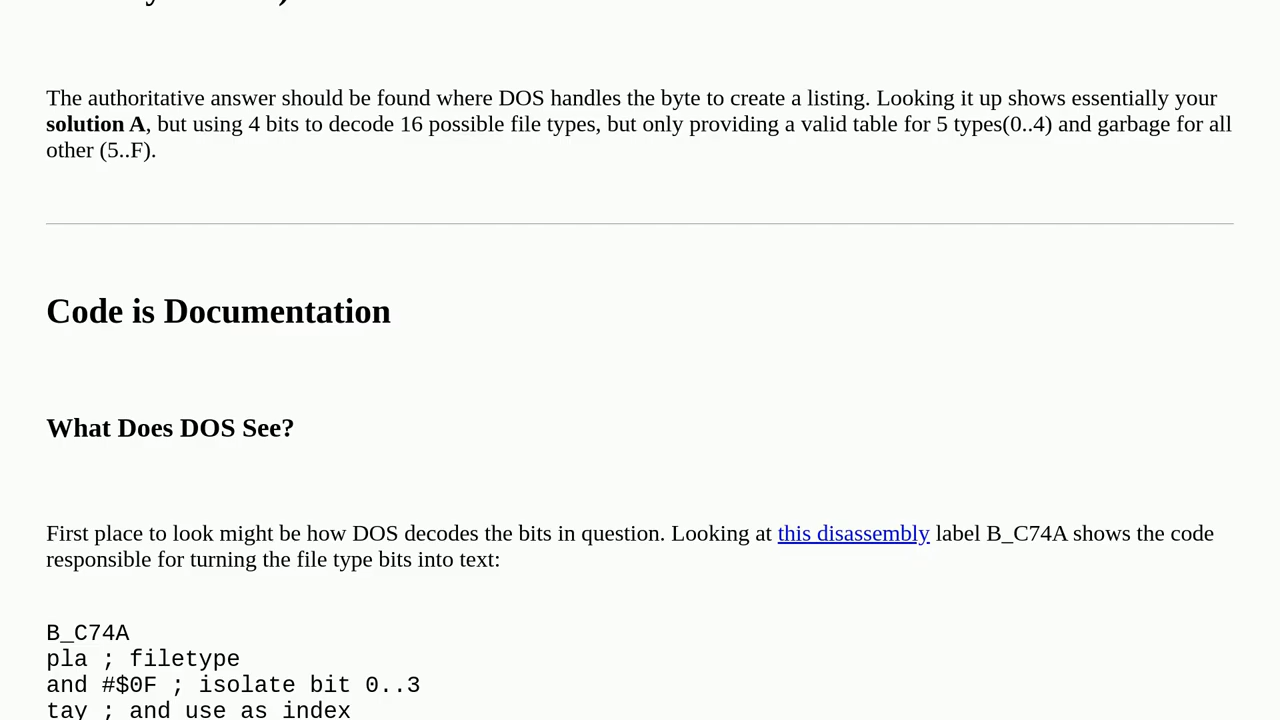 The authoritative answer should be found where DOS handles the byte to create a listing. Looking it up shows essentially your
solution A, but using 4 bits to decode 16 possible file types, but only providing a valid table for 5 types(0..4) and garbage for all
other (5..F).
Code is Documentation
What Does DOS See?
First place to look might be how DOS decodes the bits in question. Looking at this disassembly label B_C74A shows the code
responsible for turning the file type bits into text:
B_C74A
pla ; filetype
and #$0F ; isolate bit 0..3
tay ; and use as index